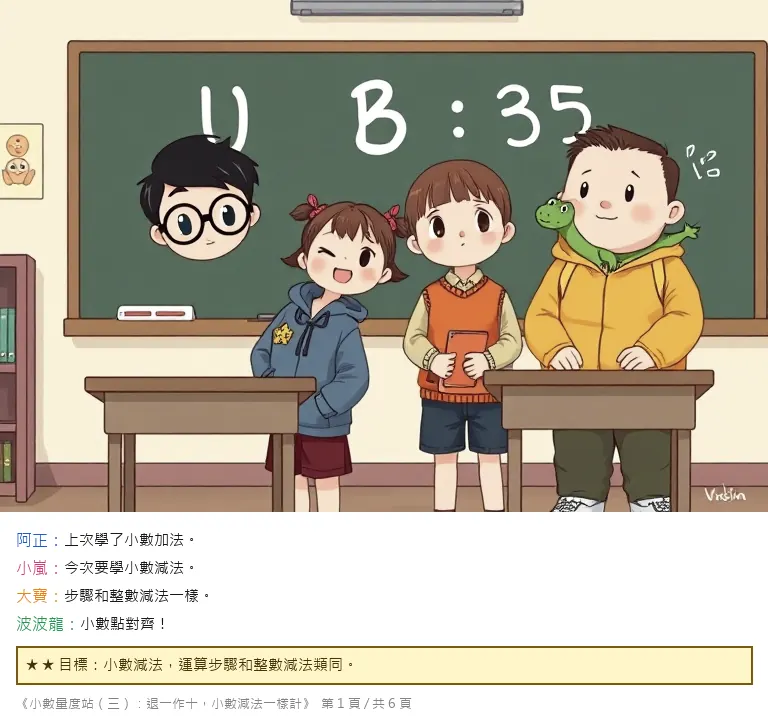 U B : 35
Vristin
阿正：上次學了小數加法。
小嵐：今次要學小數減法。
大寶：步驟和整數減法一樣。
波波龍：小數點對齊！
★★目標：小數減法，運算步驟和整數減法類同。
《小數量度站（三）：退一作十，小數減法一樣計》 第 1 頁 / 共 6 頁